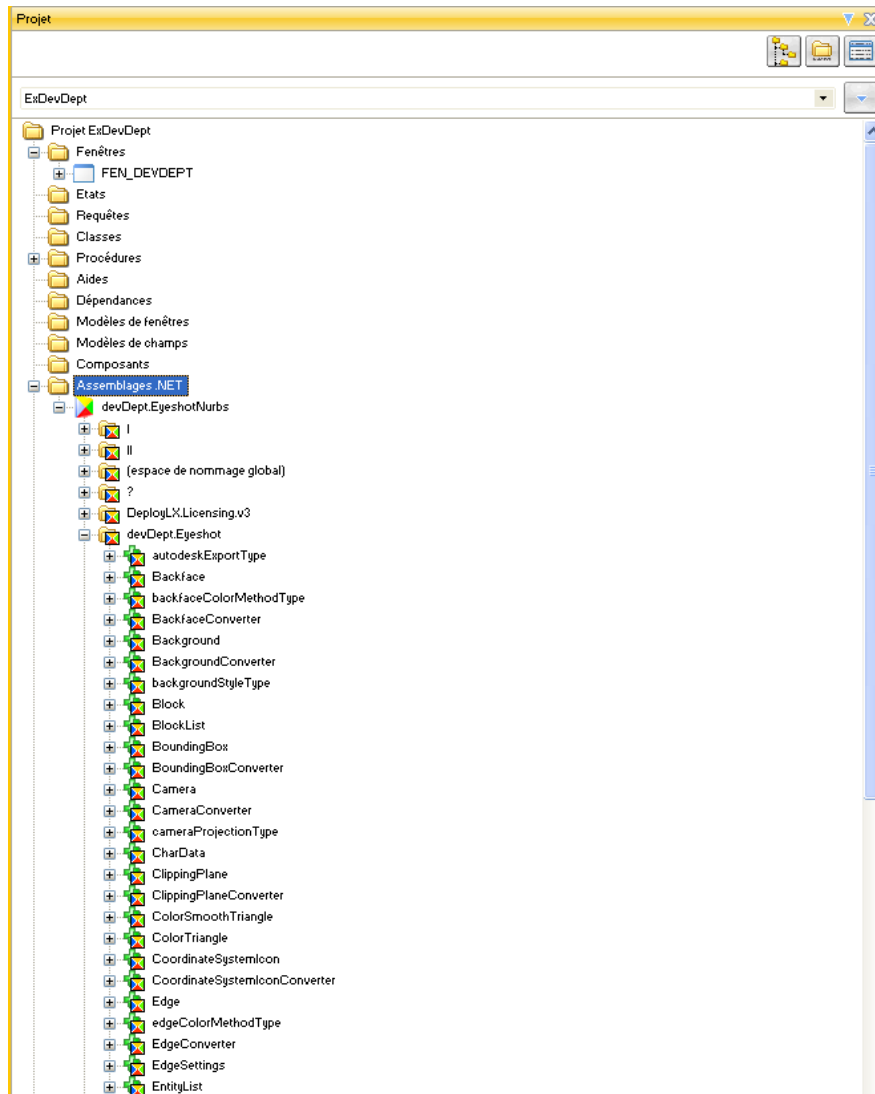 Projet
ExDevDept
Projet ExDevDept
Fenêtres
FEN_DEVDEPT
Etats
Requêtes
Classes
Procédures
Aides
Dépendances
Modèles de fenêtres
Modèles de champs
Composants
Assemblages .NET
devDept.EyeshotNurbs
I
II
(espace de nommage global)
?
DeployLX.Licensing.v3
devDept.Eyeshot
autodeskExportType
Backface
backfaceColorMethodType
BackfaceConverter
Background
BackgroundConverter
backgroundStyleType
Block
BlockList
BoundingBox
BoundingBoxConverter
Camera
CameraConverter
cameraProjectionType
CharData
ClippingPlane
ClippingPlaneConverter
ColorSmoothTriangle
ColorTriangle
CoordinateSystemIcon
CoordinateSystemIconConverter
Edge
edgeColorMethodType
EdgeConverter
EdgeSettings
EntityList